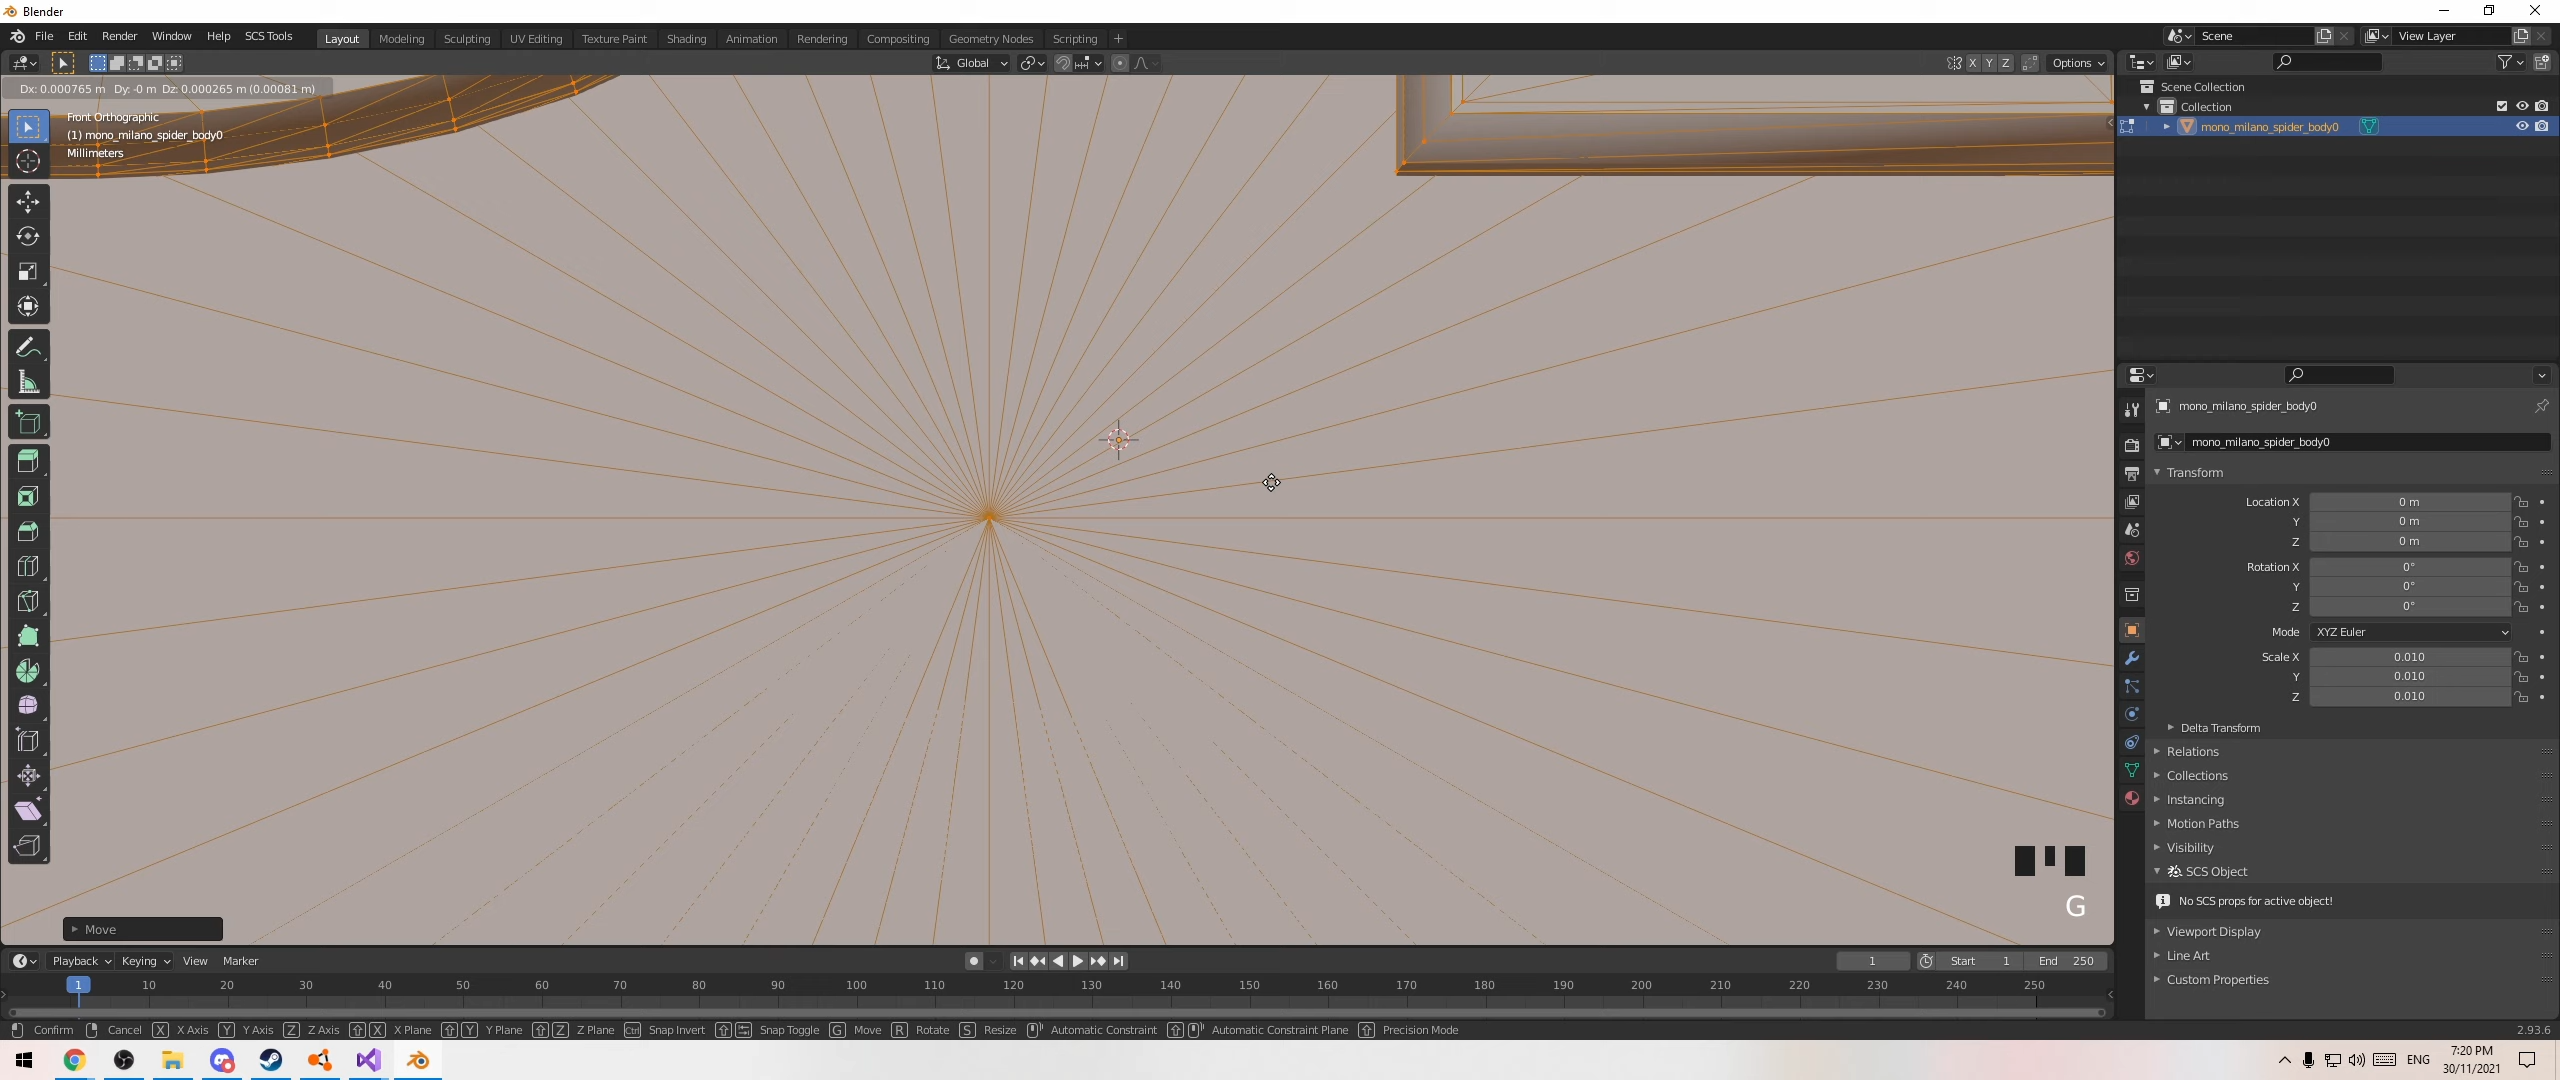 Blender
File Edit Render Window Help SCS Tools Layout Modeling Sculpting UV Editing Texture Paint Shading Animation Rendering Compositing Geometry Nodes Scripting + Scene View Layer
Global X Y Z Options
Dx: 0.000765 m Dy: -0 m Dz: 0.000265 m (0.00081 m)
Front Orthographic
(1) mono_milano_spider_body0
Millimeters
Scene Collection
Collection
mono_milano_spider_body0
mono_milano_spider_body0
mono_milano_spider_body0
Transform
Location X 0 m
Y 0 m
Z 0 m
Rotation X 0°
Y 0°
Z 0°
Mode XYZ Euler
Scale X 0.010
Y 0.010
Z 0.010
Delta Transform
Relations
Collections
Instancing
Motion Paths
Visibility
SCS Object
No SCS props for active object!
Viewport Display
Line Art
Custom Properties
G
Move
Playback Keying View Marker 1 Start 1 End 250
1 10 20 30 40 50 60 70 80 90 100 110 120 130 140 150 160 170 180 190 200 210 220 230 240 250
Confirm Cancel X X Axis Y Y Axis Z Z Axis X X Plane Y Y Plane Z Z Plane Ctrl Snap Invert Snap Toggle G Move R Rotate S Resize Automatic Constraint Automatic Constraint Plane Precision Mode 2.93.6
ENG
7:20 PM
30/11/2021